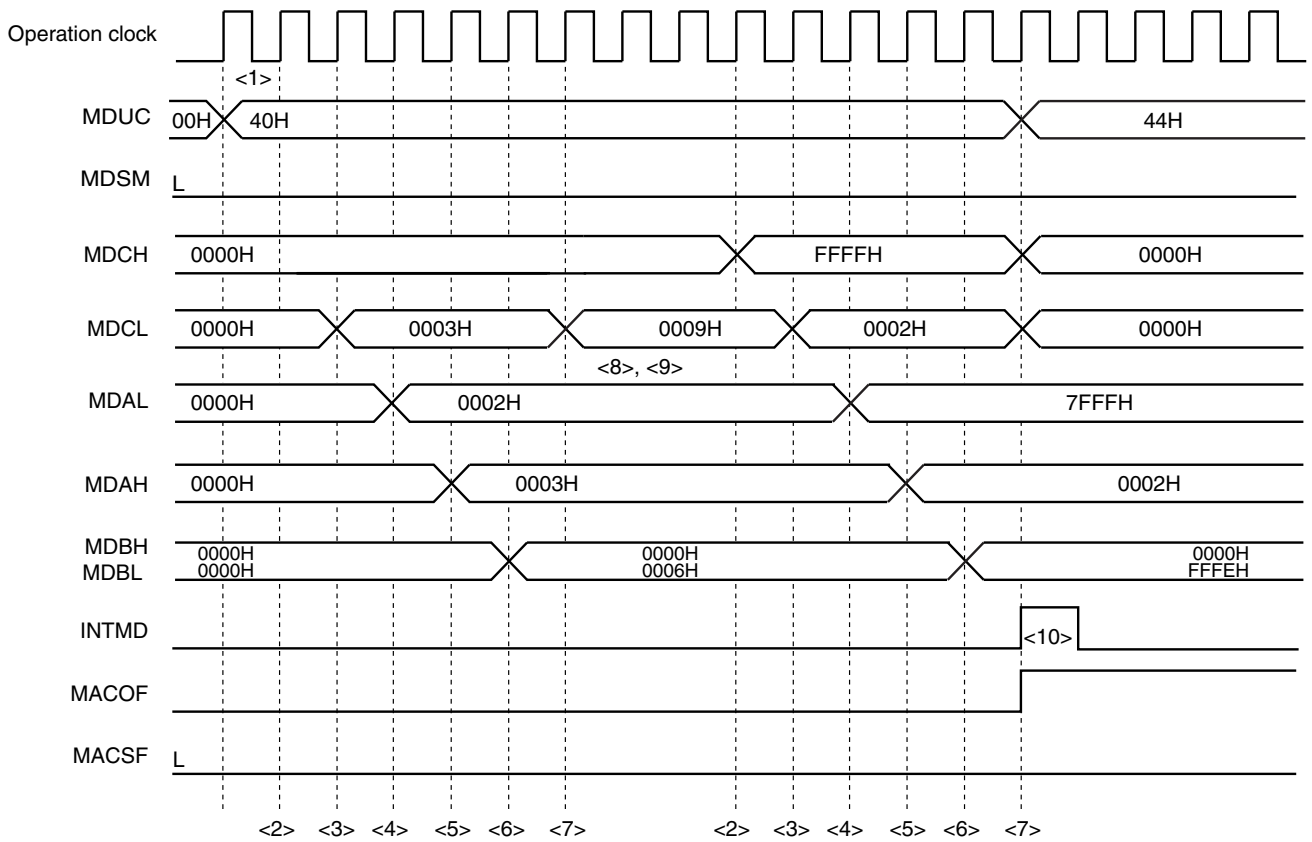 Operation clock
<1>
MDUC 00H 40H 44H
MDSM L
MDCH 0000H FFFFH 0000H
MDCL 0000H 0003H 0009H 0002H 0000H
<8>, <9>
MDAL 0000H 0002H 7FFFH
MDAH 0000H 0003H 0002H
MDBH 0000H 0000H 0000H
MDBL 0000H 0006H FFFEH
INTMD <10>
MACOF
MACSF L
<2> <3> <4> <5> <6> <7> <2> <3> <4> <5> <6> <7>